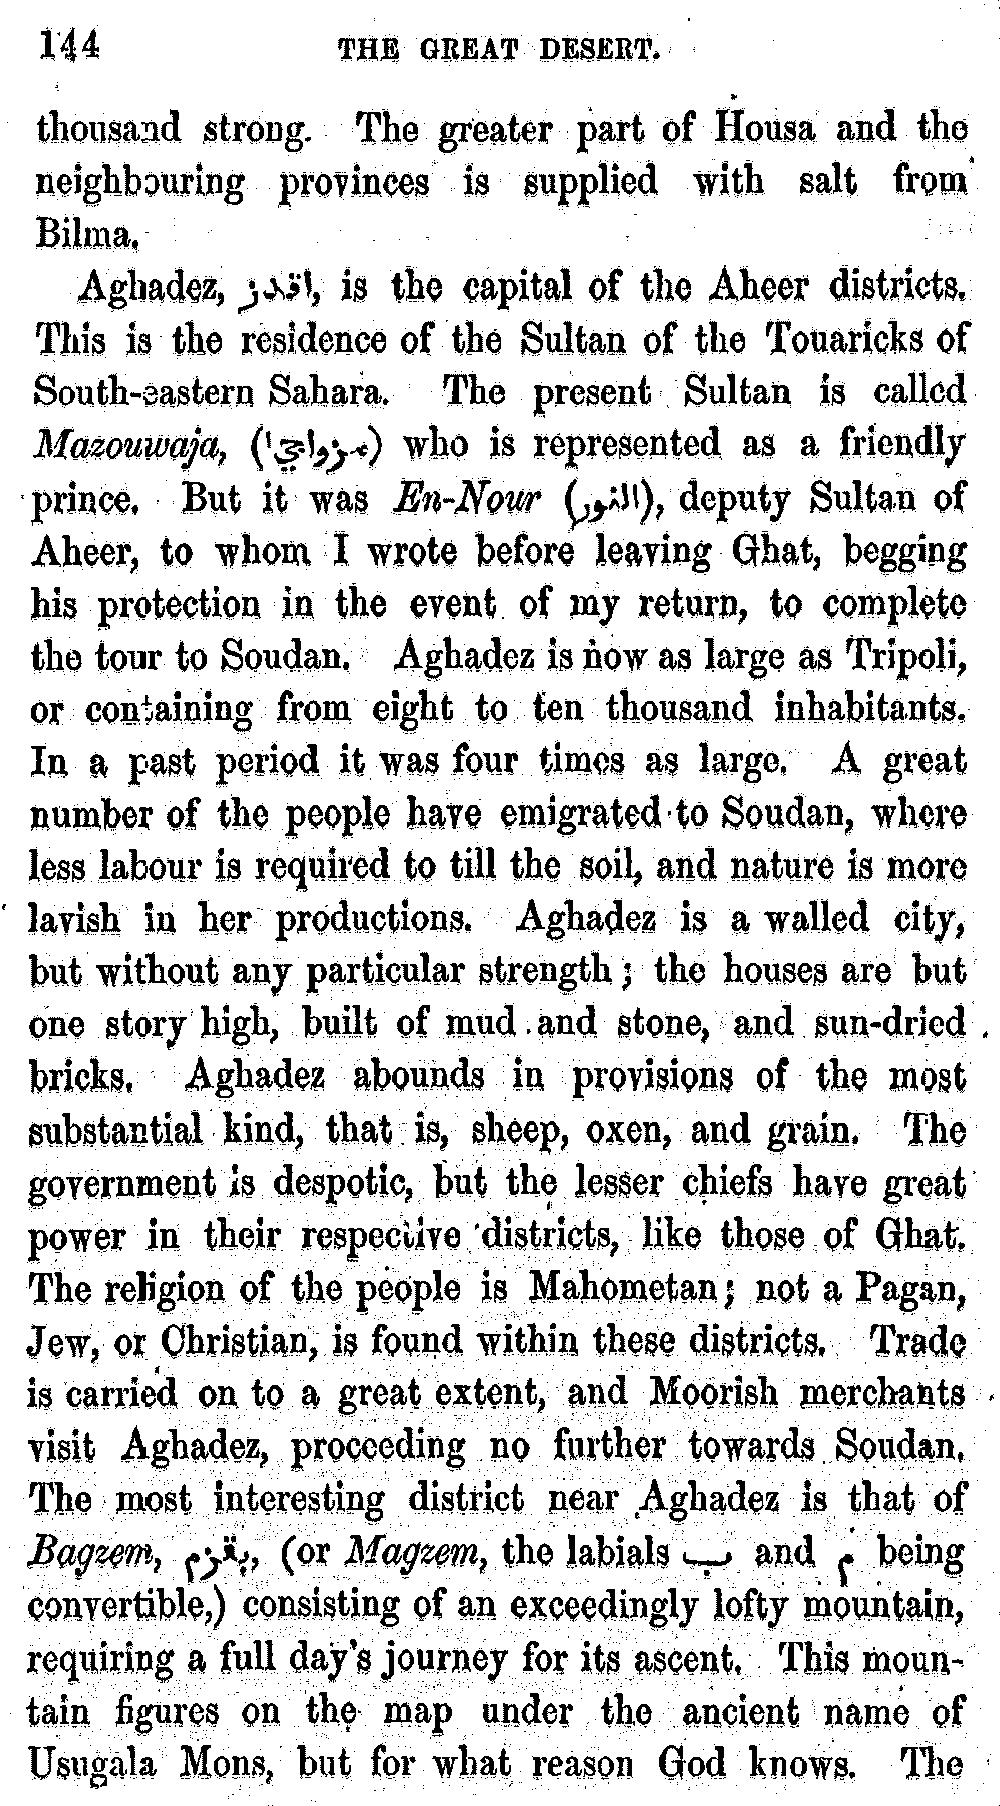 144 THE GREAT DESERT.
thousand strong. The greater part of Housa and the
neighbouring provinces is supplied with salt from
Bilma.
Aghadez, اقدز, is the capital of the Aheer districts.
This is the residence of the Sultan of the Touaricks of
South-eastern Sahara. The present Sultan is called
Mazouwaja, (مزواجي) who is represented as a friendly
prince. But it was En-Nour (النور), deputy Sultan of
Aheer, to whom I wrote before leaving Ghat, begging
his protection in the event of my return, to complete
the tour to Soudan. Aghadez is now as large as Tripoli,
or containing from eight to ten thousand inhabitants.
In a past period it was four times as large. A great
number of the people have emigrated to Soudan, where
less labour is required to till the soil, and nature is more
lavish in her productions. Aghadez is a walled city,
but without any particular strength; the houses are but
one story high, built of mud and stone, and sun-dried
bricks. Aghadez abounds in provisions of the most
substantial kind, that is, sheep, oxen, and grain. The
government is despotic, but the lesser chiefs have great
power in their respective districts, like those of Ghat.
The religion of the people is Mahometan; not a Pagan,
Jew, or Christian, is found within these districts. Trade
is carried on to a great extent, and Moorish merchants
visit Aghadez, proceeding no further towards Soudan.
The most interesting district near Aghadez is that of
Bagzem, بقزم, (or Magzem, the labials ب and م being
convertible,) consisting of an exceedingly lofty mountain,
requiring a full day's journey for its ascent. This moun-
tain figures on the map under the ancient name of
Usugala Mons, but for what reason God knows. The